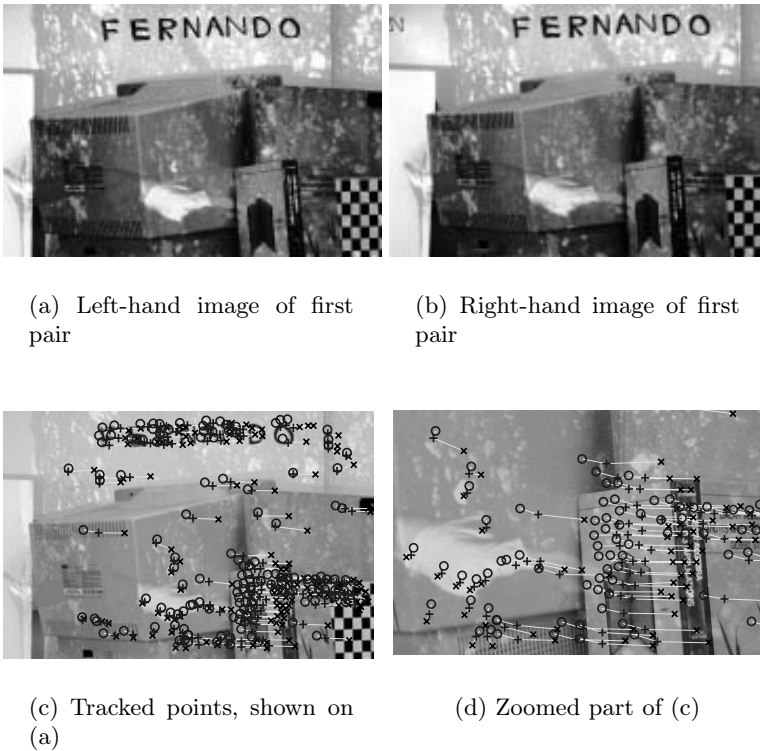 FERNANDO
N FERNANDO
(a) Left-hand image of first
pair
(b) Right-hand image of first
pair
(c) Tracked points, shown on
(a)
(d) Zoomed part of (c)